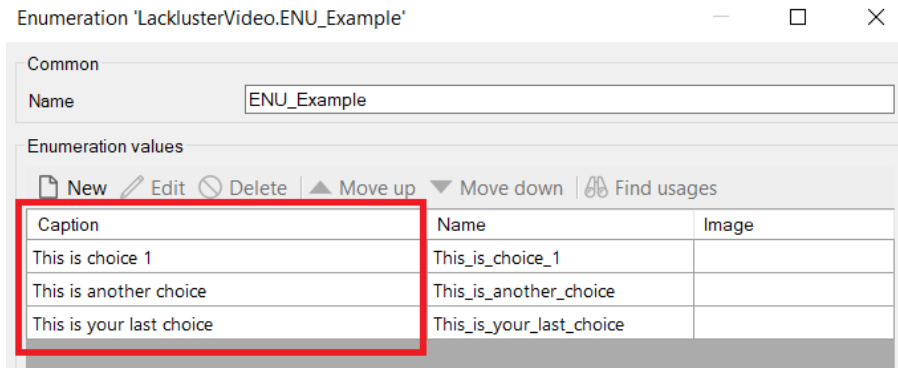 Enumeration 'LacklusterVideo.ENU_Example'
Common
Name ENU_Example
Enumeration values
New Edit Delete Move up Move down Find usages
Caption Name Image
This is choice 1 This_is_choice_1
This is another choice This_is_another_choice
This is your last choice This_is_your_last_choice